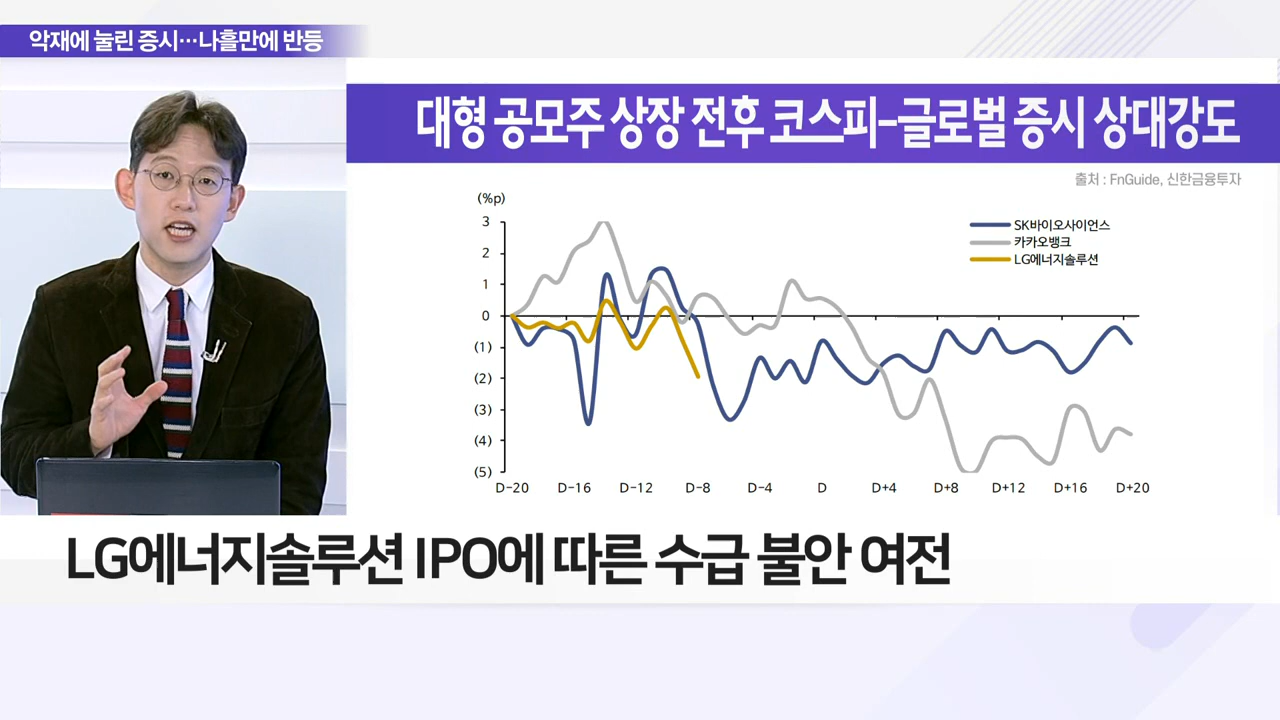 악재에 눌린 증시…나흘만에 반등
대형 공모주 상장 전후 코스피-글로벌 증시 상대강도
출처 : FnGuide, 신한금융투자
(%p)
3
2
1
0
(1)
(2)
(3)
(4)
(5)
SK바이오사이언스
카카오뱅크
LG에너지솔루션
D-20 D-16 D-12 D-8 D-4 D D+4 D+8 D+12 D+16 D+20
LG에너지솔루션 IPO에 따른 수급 불안 여전